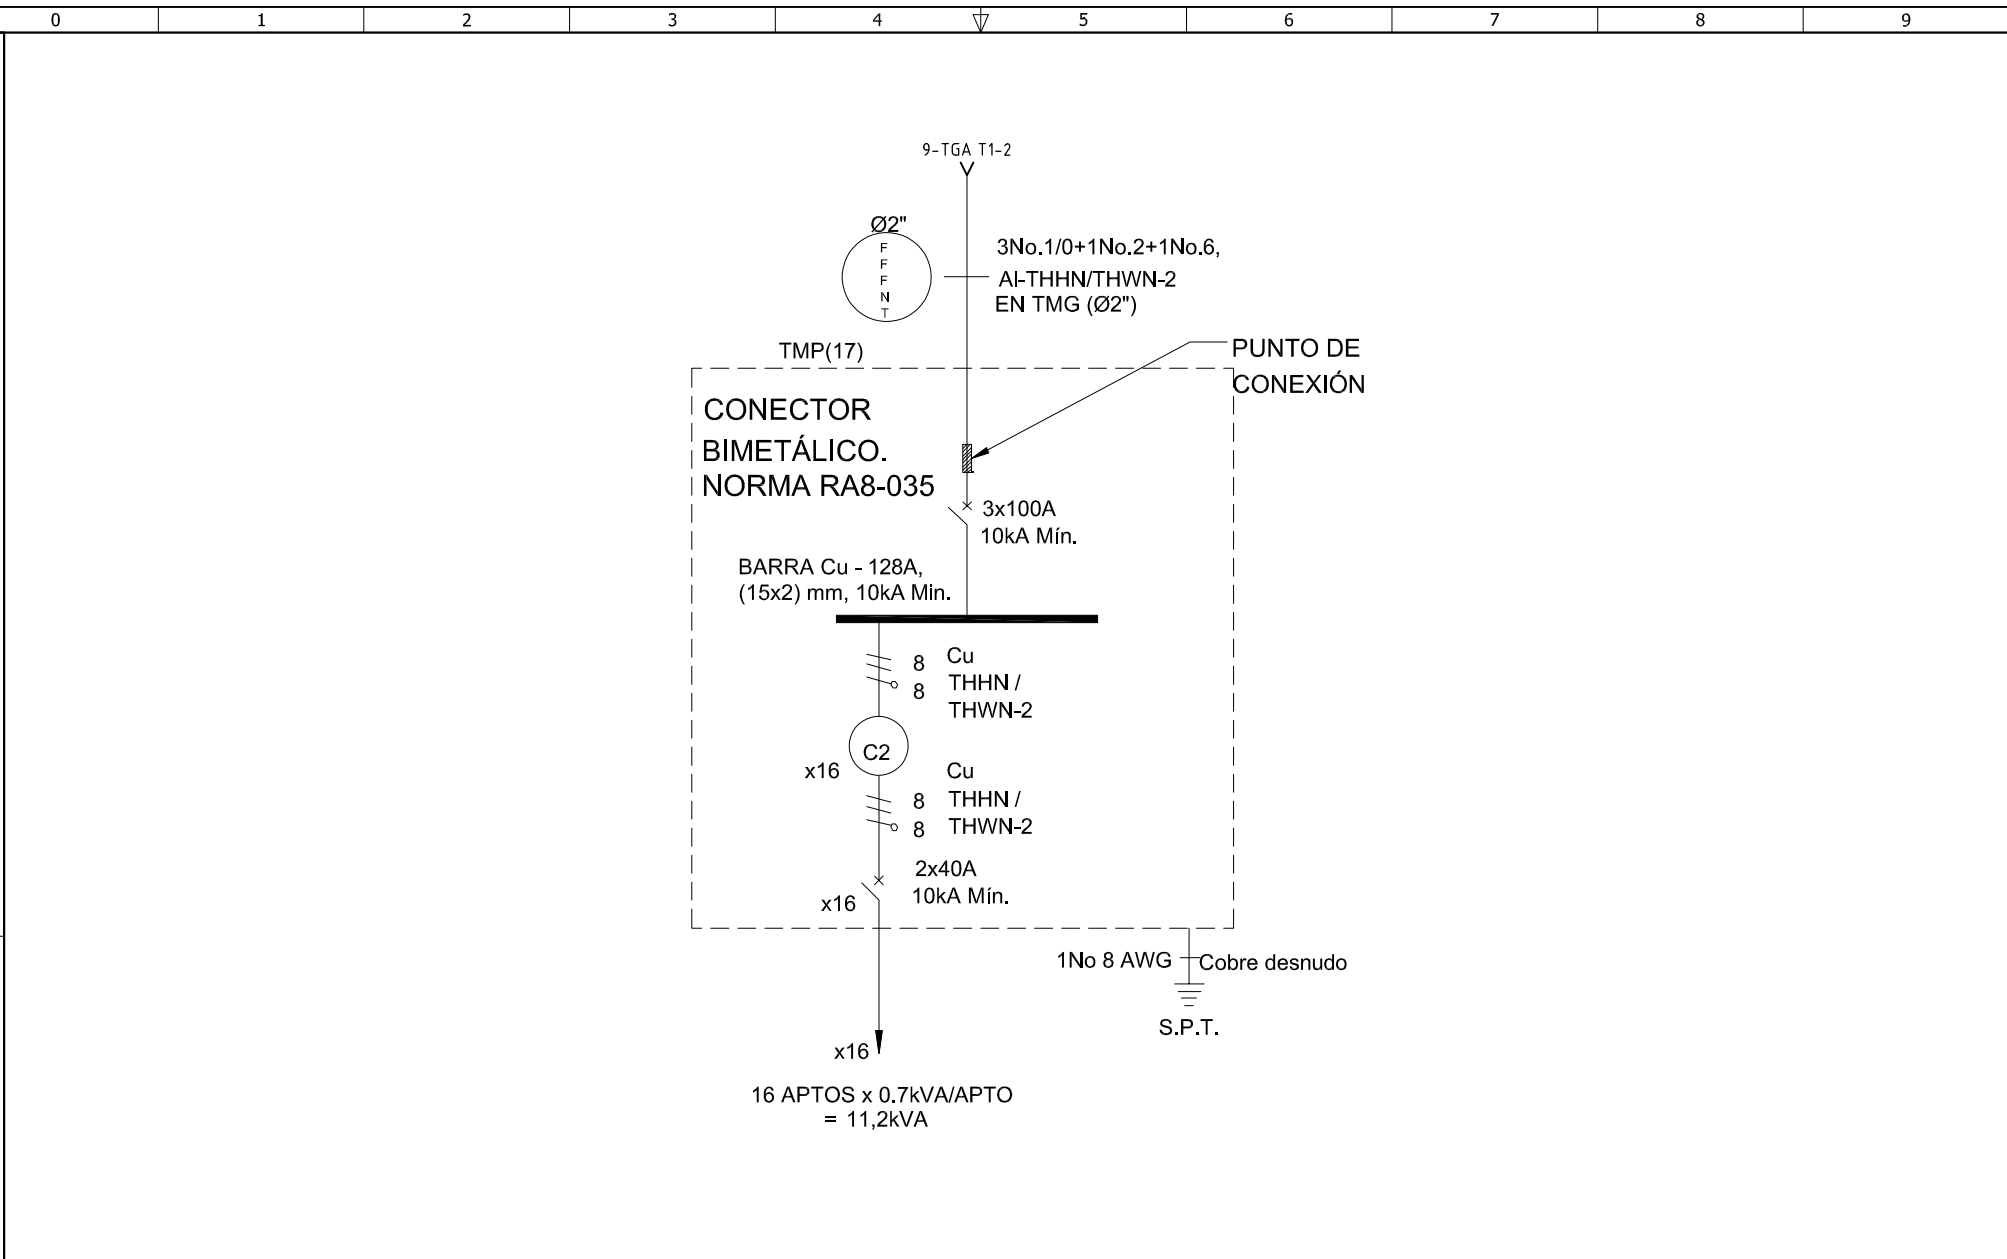 0 1 2 3 4 5 6 7 8 9
9-TGA T1-2
Ø2"
F
F
F
N
T
3No.1/0+1No.2+1No.6,
Al-THHN/THWN-2
EN TMG (Ø2")
TMP(17)
PUNTO DE
CONEXIÓN
CONECTOR
BIMETÁLICO.
NORMA RA8-035
3x100A
10kA Mín.
BARRA Cu - 128A,
(15x2) mm, 10kA Min.
8 Cu
THHN /
8 THWN-2
C2
x16
Cu
8 THHN /
8 THWN-2
2x40A
10kA Mín.
x16
1No 8 AWG Cobre desnudo
S.P.T.
x16
16 APTOS x 0.7kVA/APTO
= 11,2kVA